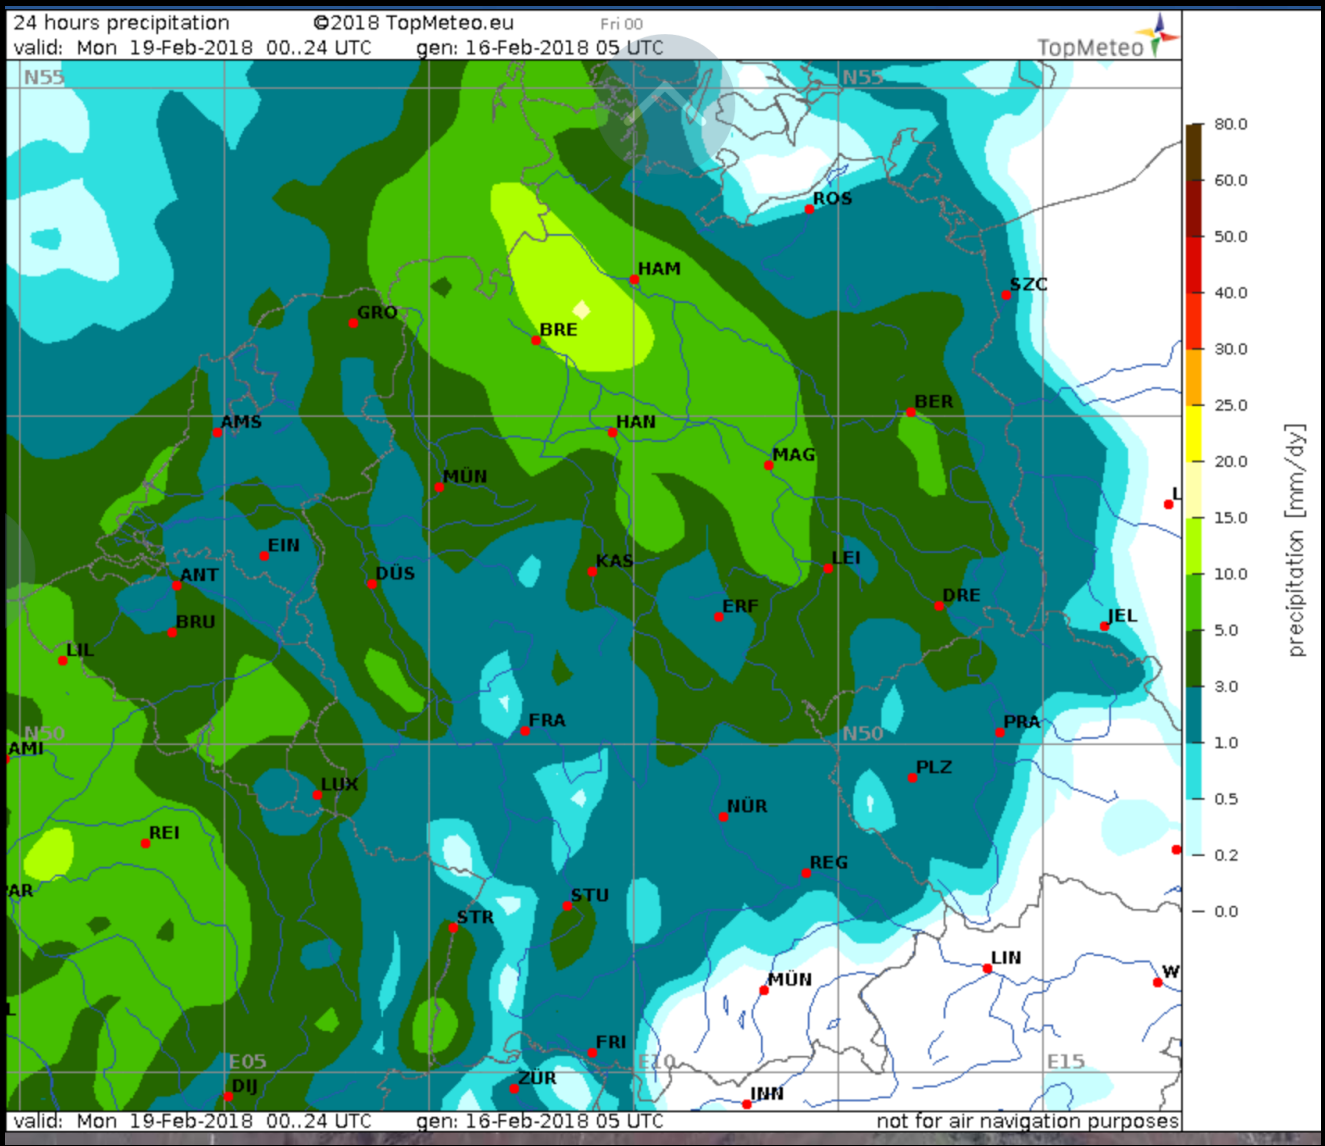 24 hours precipitation ©2018 TopMeteo.eu Fri 00
valid: Mon 19-Feb-2018 00..24 UTC gen: 16-Feb-2018 05 UTC TopMeteo
N55 N55
80.0
60.0
ROS
50.0
HAM
SZC
40.0
GRO
BRE
30.0
BER
25.0
AMS HAN
MAG
20.0
MÜN
L
15.0
EIN
KAS LEI
ANT DÜS
10.0
DRE
ERF
BRU JEL
5.0
LIL
3.0
FRA PRA
N50 N50
AMI
1.0
PLZ
LUX
0.5
NÜR
REI
0.2
REG
AR
STU
0.0
STR
precipitation [mm/dy]
LIN
MÜN W
L
FRI
E05 E10 E15
ZÜR
DIJ
INN
valid: Mon 19-Feb-2018 00..24 UTC gen: 16-Feb-2018 05 UTC not for air navigation purposes